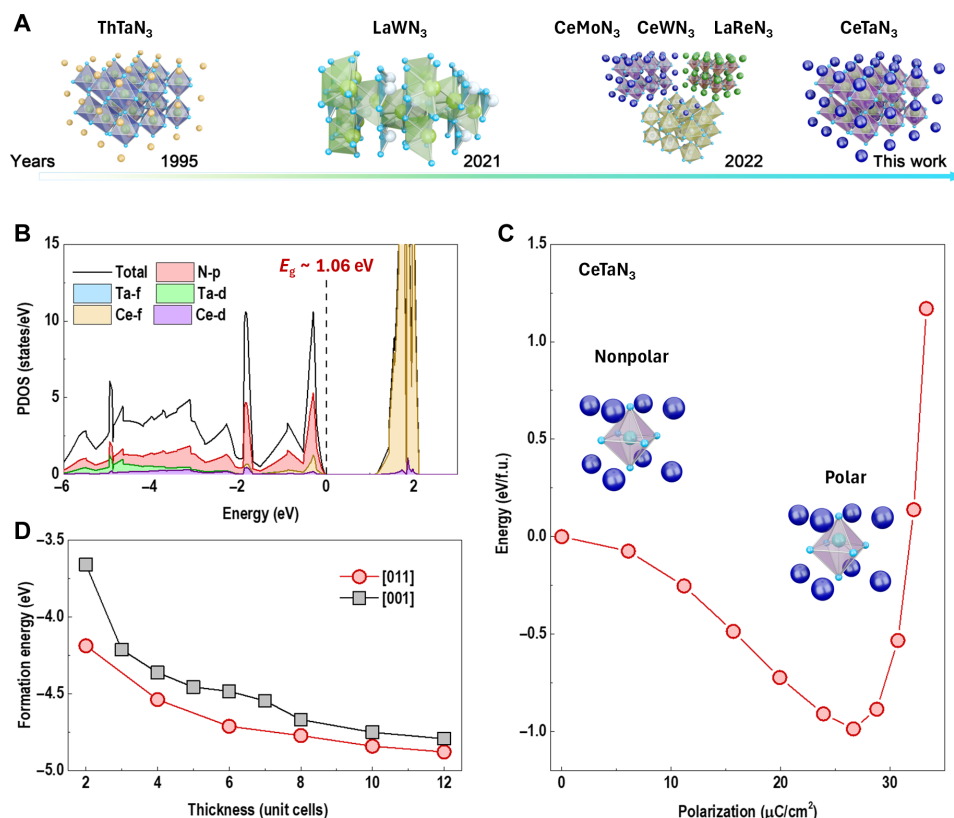 A
ThTaN₃
LaWN₃
CeMoN₃ CeWN₃ LaReN₃
CeTaN₃
Years
1995
2021
2022
This work
B
Total
N-p
Ta-f
Ta-d
Ce-f
Ce-d
Eg ~ 1.06 eV
PDOS (states/eV)
15
10
5
0
−6
−4
−2
0
2
Energy (eV)
C
CeTaN₃
Nonpolar
Polar
Energy (eV/f.u.)
1.5
1.0
0.5
0.0
−0.5
−1.0
0
10
20
30
Polarization (μC/cm²)
D
[011]
[001]
Formation energy (eV)
−3.5
−4.0
−4.5
−5.0
2
4
6
8
10
12
Thickness (unit cells)